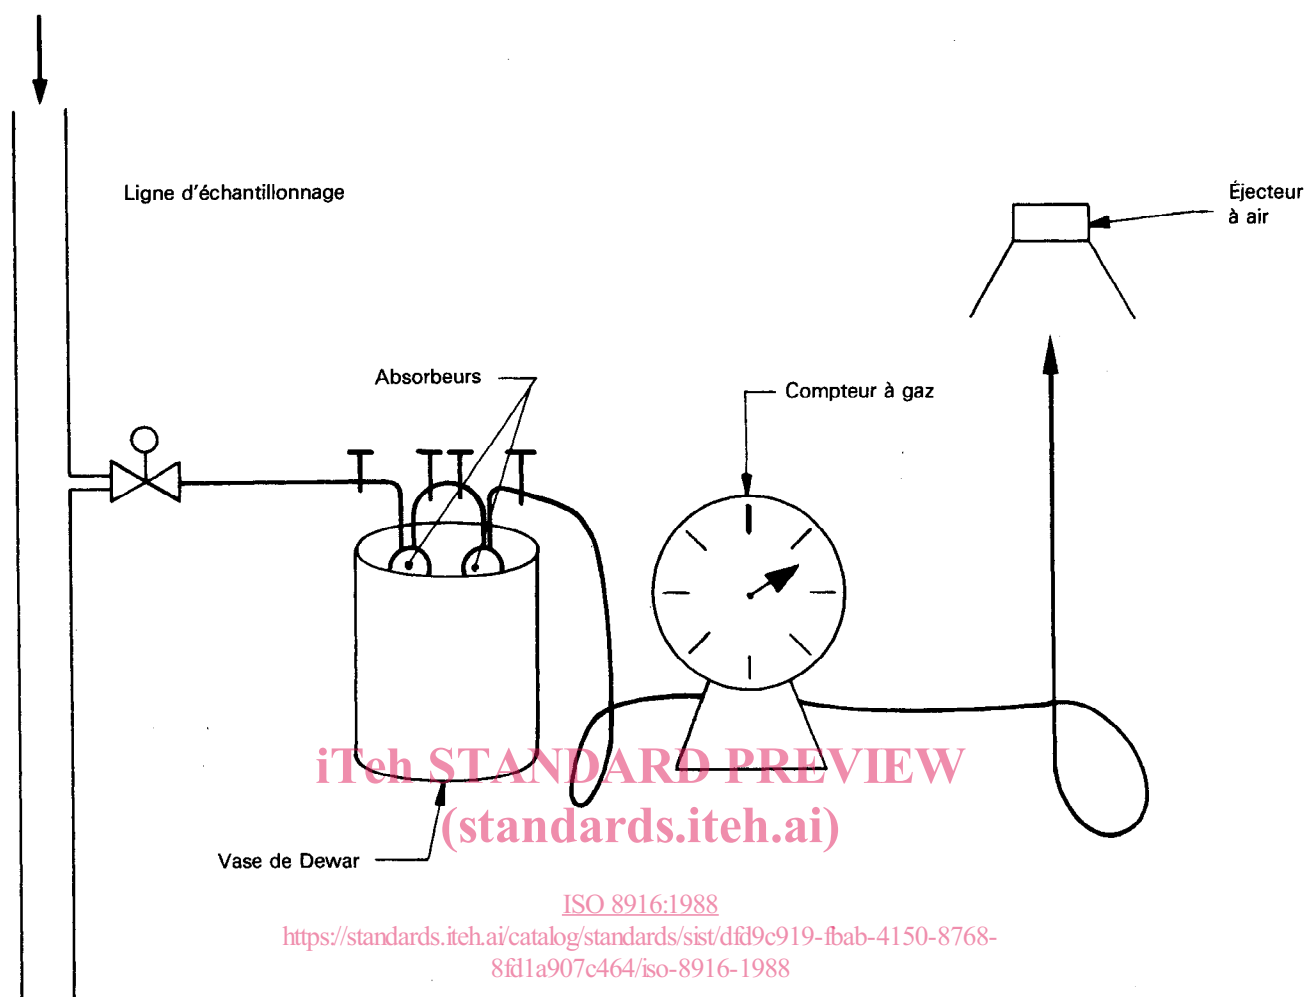 Ligne d'échantillonnage
Éjecteur
à air
Absorbeurs
Compteur à gaz
iTeh STANDARD PREVIEW
(standards.iteh.ai)
Vase de Dewar
ISO 8916:1988
https://standards.iteh.ai/catalog/standards/sist/dfd9c919-fbab-4150-8768-
8fd1a907c464/iso-8916-1988